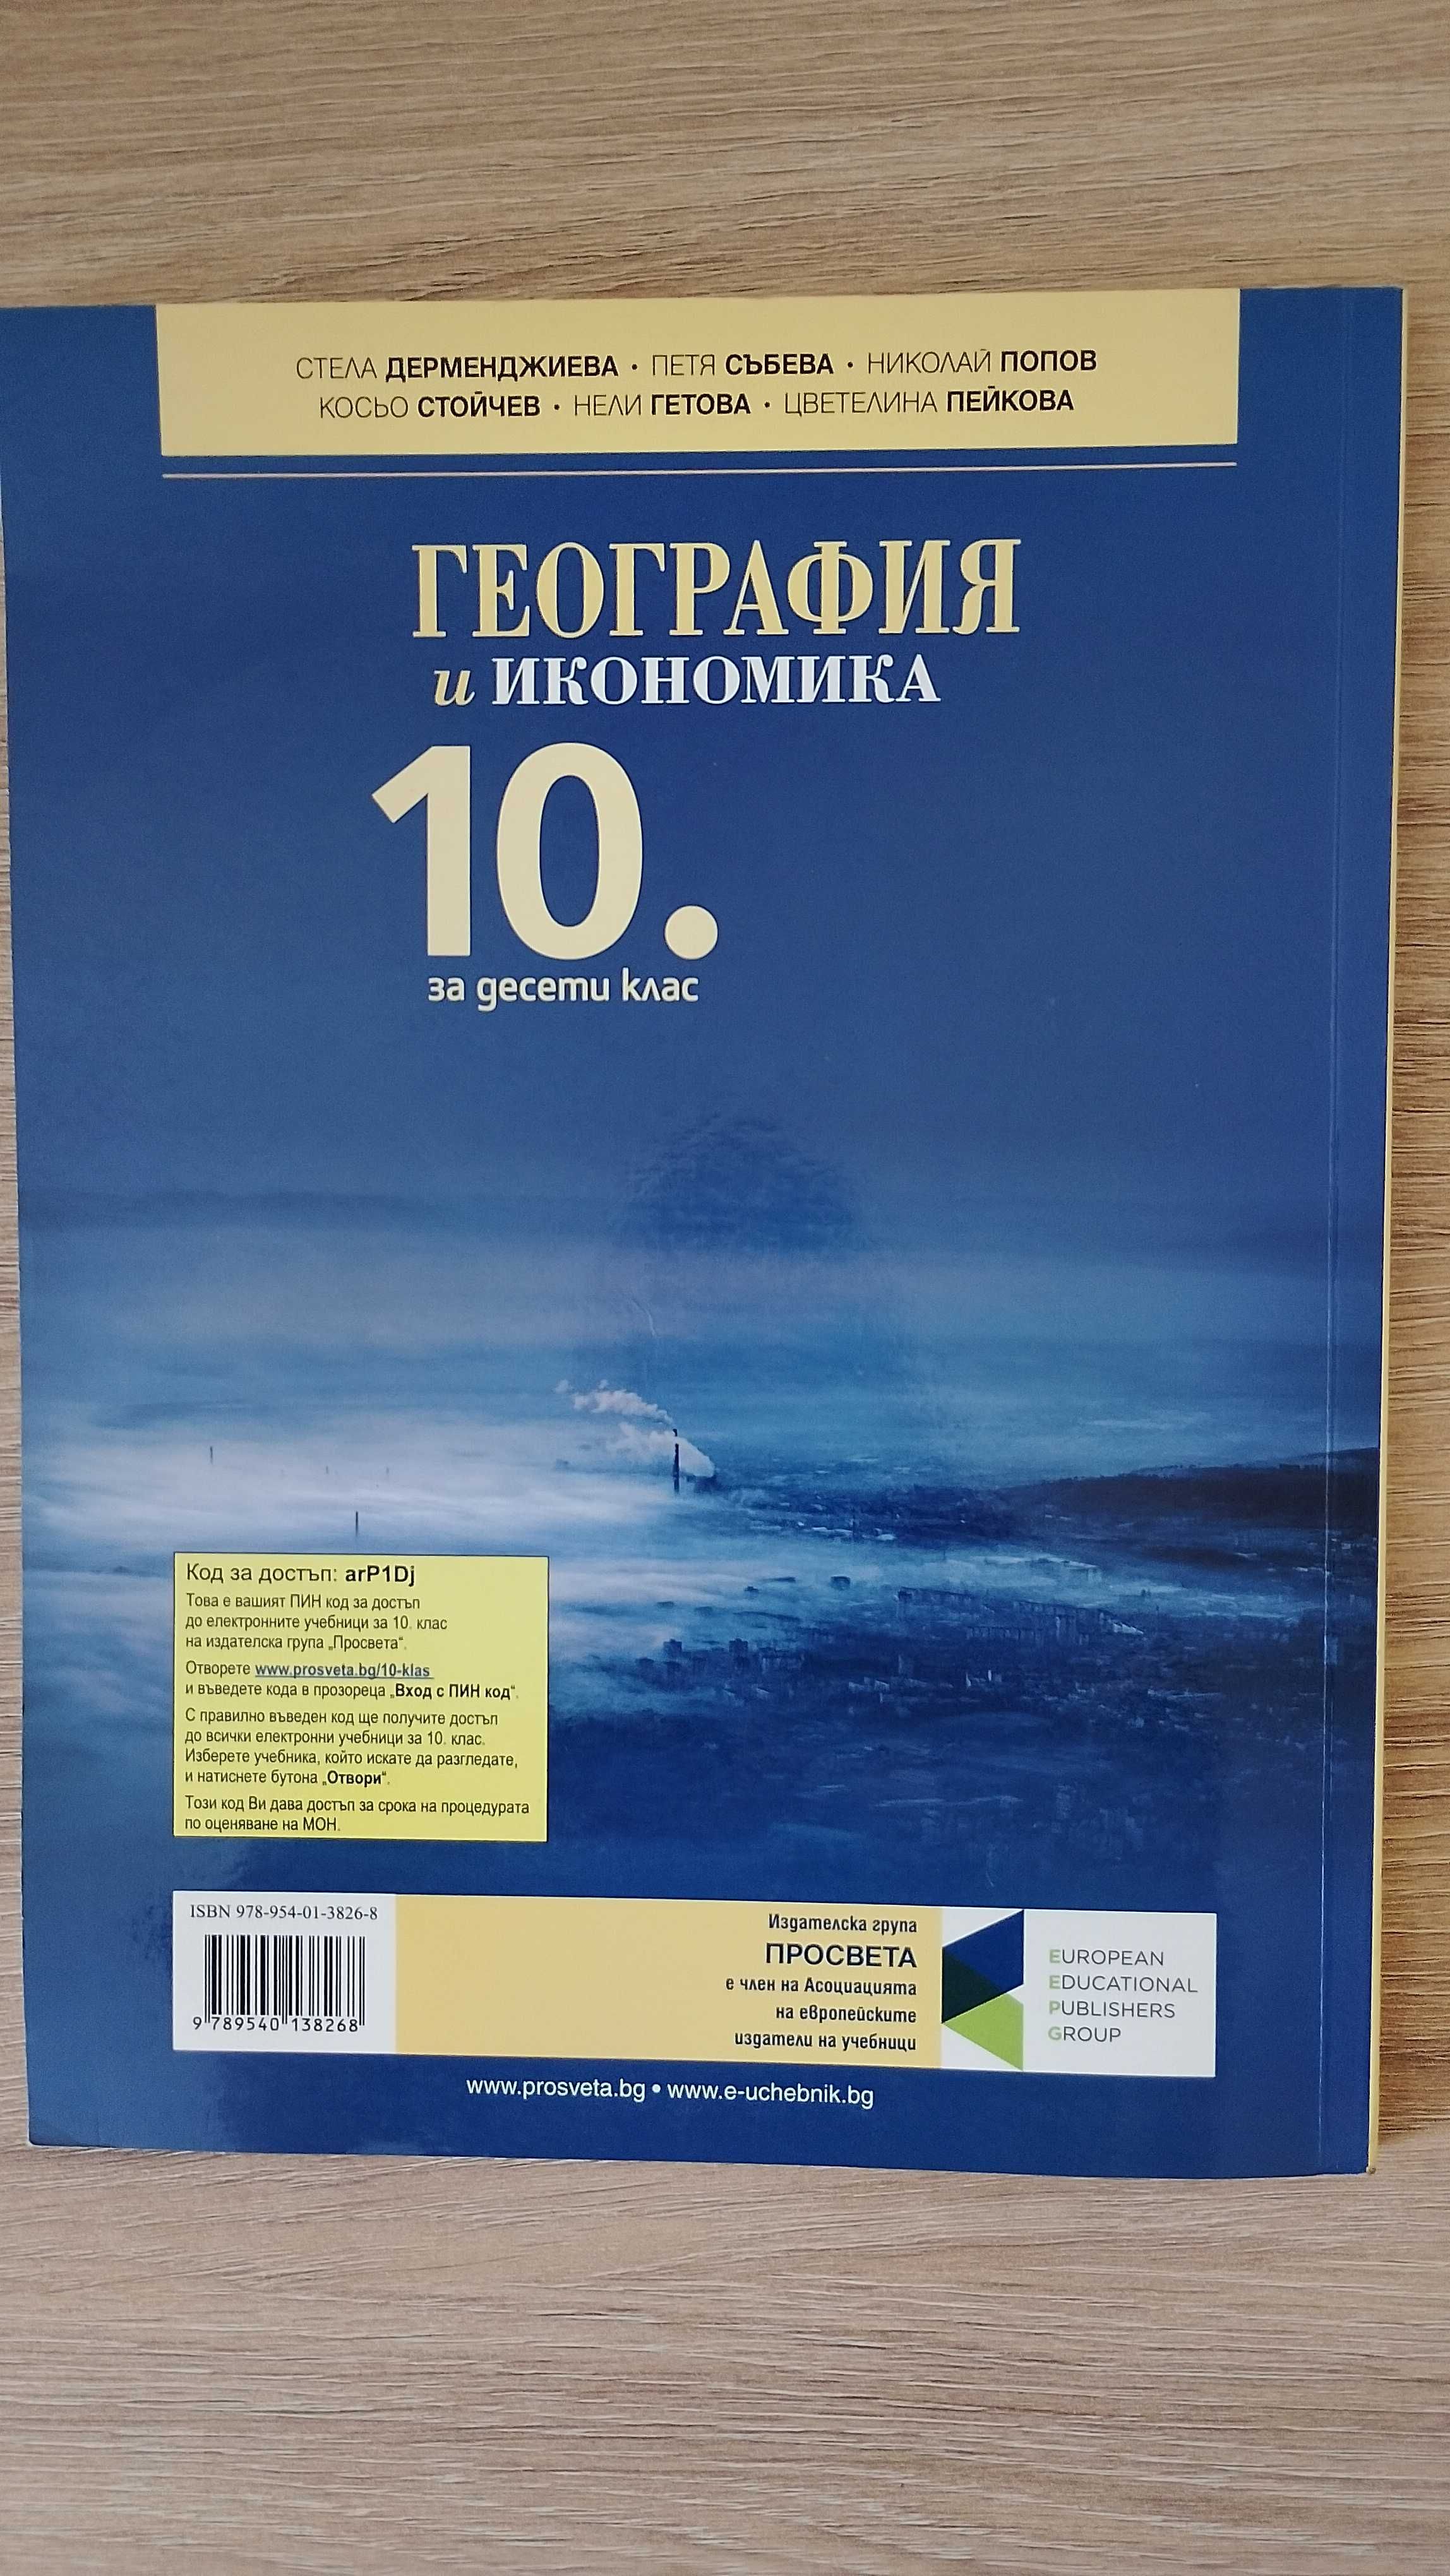 СТЕЛА ДЕРМЕНДЖИЕВА • ПЕТЯ СЪБЕВА • НИКОЛАЙ ПОПОВ
КОСЬО СТОЙЧЕВ • НЕЛИ ГЕТОВА • ЦВЕТЕЛИНА ПЕЙКОВА
ГЕОГРАФИЯ
и ИКОНОМИКА
10.
за десети клас
Код за достъп: arP1Dj
Това е вашият ПИН код за достъп
до електронните учебници за 10. клас
на издателска група „Просвета“.
Отворете www.prosveta.bg/10-klas
и въведете кода в прозореца „Вход с ПИН код“.
С правилно въведен код ще получите достъп
до всички електронни учебници за 10. клас.
Изберете учебника, който искате да разгледате,
и натиснете бутона „Отвори“.
Този код Ви дава достъп за срока на процедурата
по оценяване на МОН.
ISBN 978-954-01-3826-8
9 789540 138268
Издателска група
ПРОСВЕТА
е член на Асоциацията
на европейските
издатели на учебници
EUROPEAN
EDUCATIONAL
PUBLISHERS
GROUP
www.prosveta.bg • www.e-uchebnik.bg